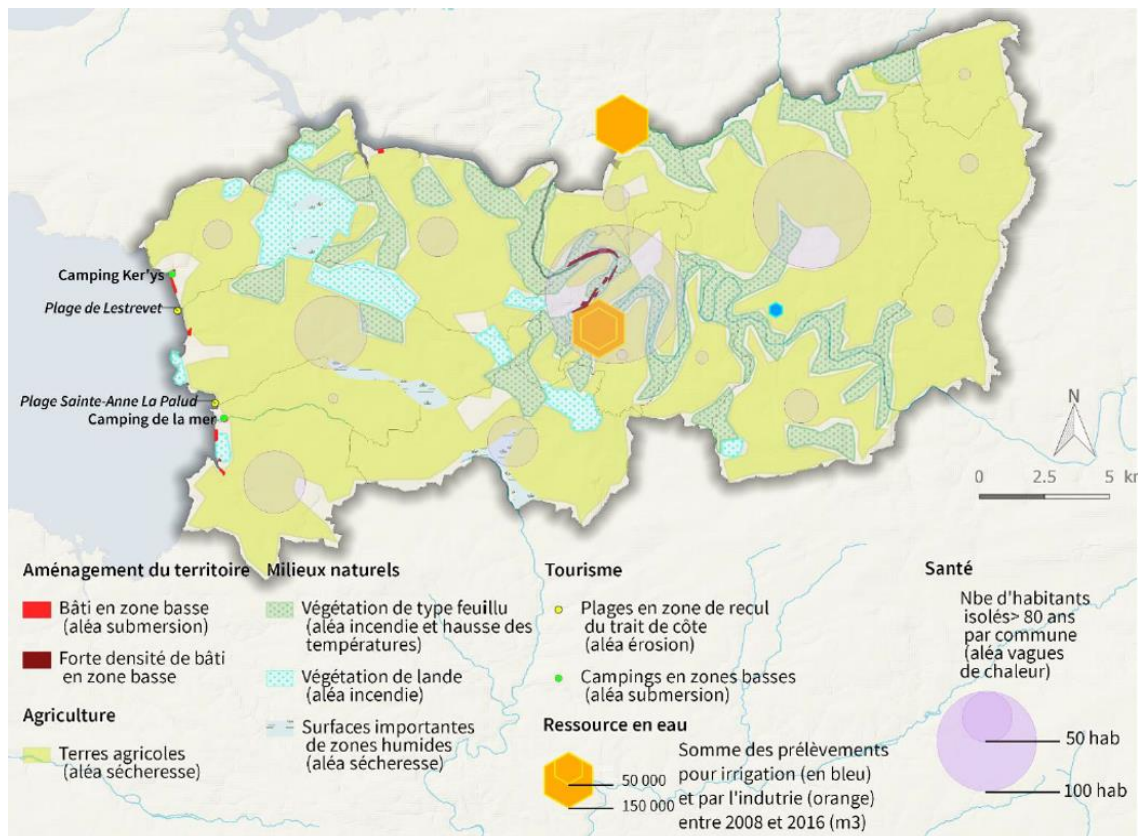 Camping Ker'ys
Plage de Lestrevet
Plage Sainte-Anne La Palud
Camping de la mer
N
0 2.5 5 kr
Aménagement du territoire
Bâti en zone basse
(aléa submersion)
Forte densité de bâti
en zone basse
Agriculture
Terres agricoles
(aléa sécheresse)
Milieux naturels
Végétation de type feuillu
(aléa incendie et hausse des
températures)
Végétation de lande
(aléa incendie)
Surfaces importantes
de zones humides
(aléa sécheresse)
Tourisme
Plages en zone de recul
du trait de côte
(aléa érosion)
Campings en zones basses
(aléa submersion)
Ressource en eau
50 000
150 000
Somme des prélèvements
pour irrigation (en bleu)
et par l'indutrie (orange)
entre 2008 et 2016 (m3)
Santé
Nbe d'habitants
isolés> 80 ans
par commune
(aléa vagues
de chaleur)
50 hab
100 hab